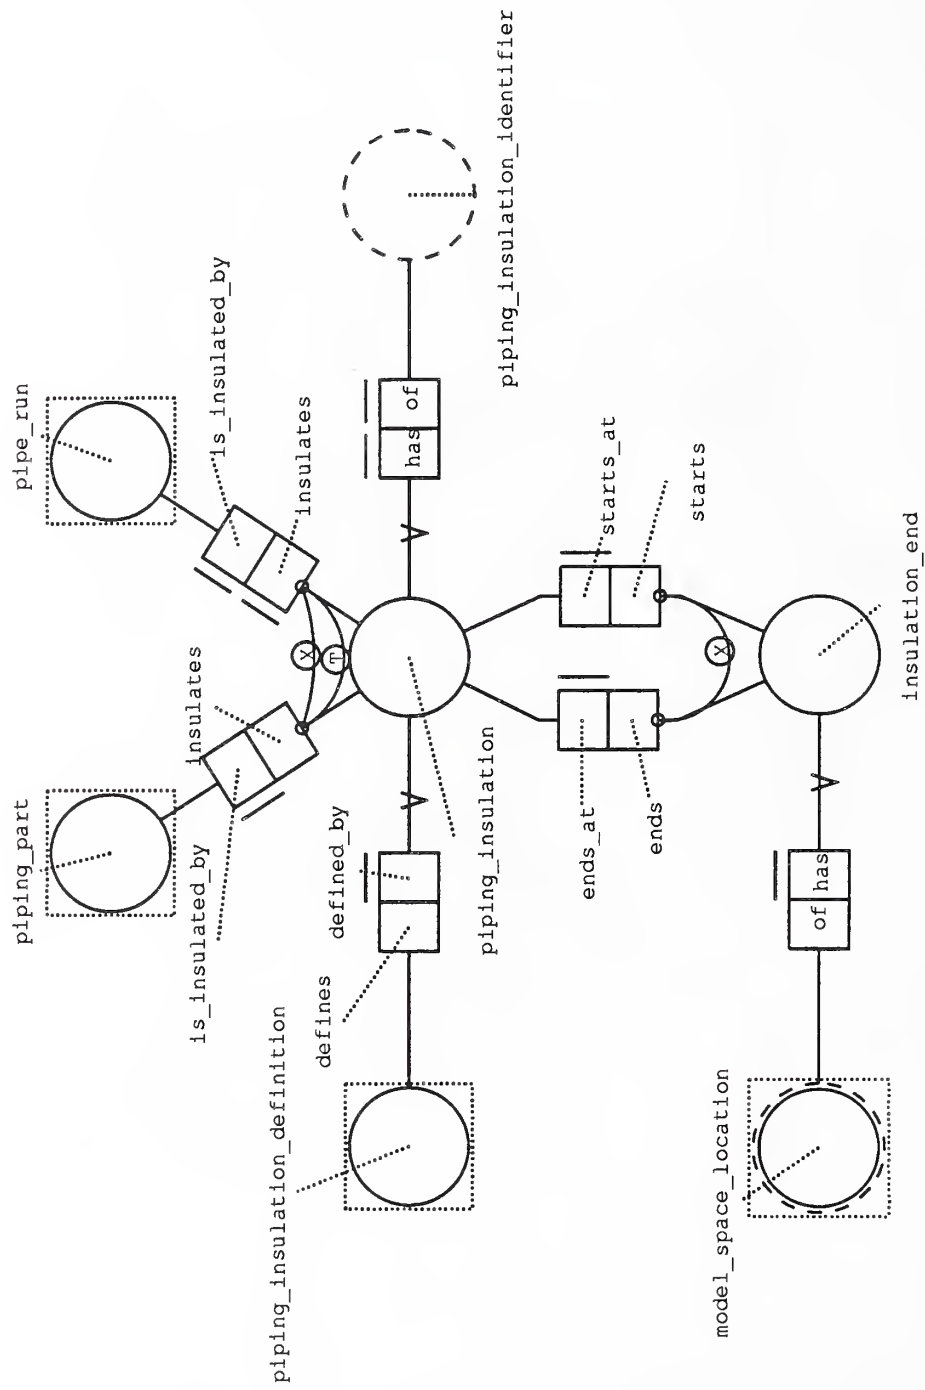 piping_part
pipe_run
is_insulated_by
insulates
insulates
is_insulated_by
X
T
piping_insulation_definition
defines
defined_by
V
piping_insulation
V
has of
piping_insulation_identifier
ends_at
ends
starts_at
starts
X
model_space_location
of has
V
insulation_end